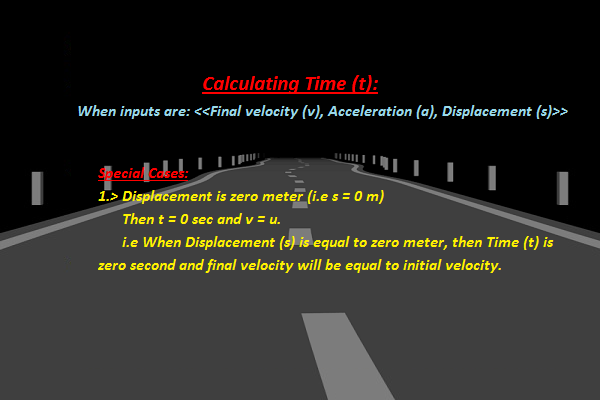 Calculating Time (t):
When inputs are: <<Final velocity (v), Acceleration (a), Displacement (s)>>
Special Cases:
1.> Displacement is zero meter (i.e s = 0 m)
Then t = 0 sec and v = u.
i.e When Displacement (s) is equal to zero meter, then Time (t) is
zero second and final velocity will be equal to initial velocity.